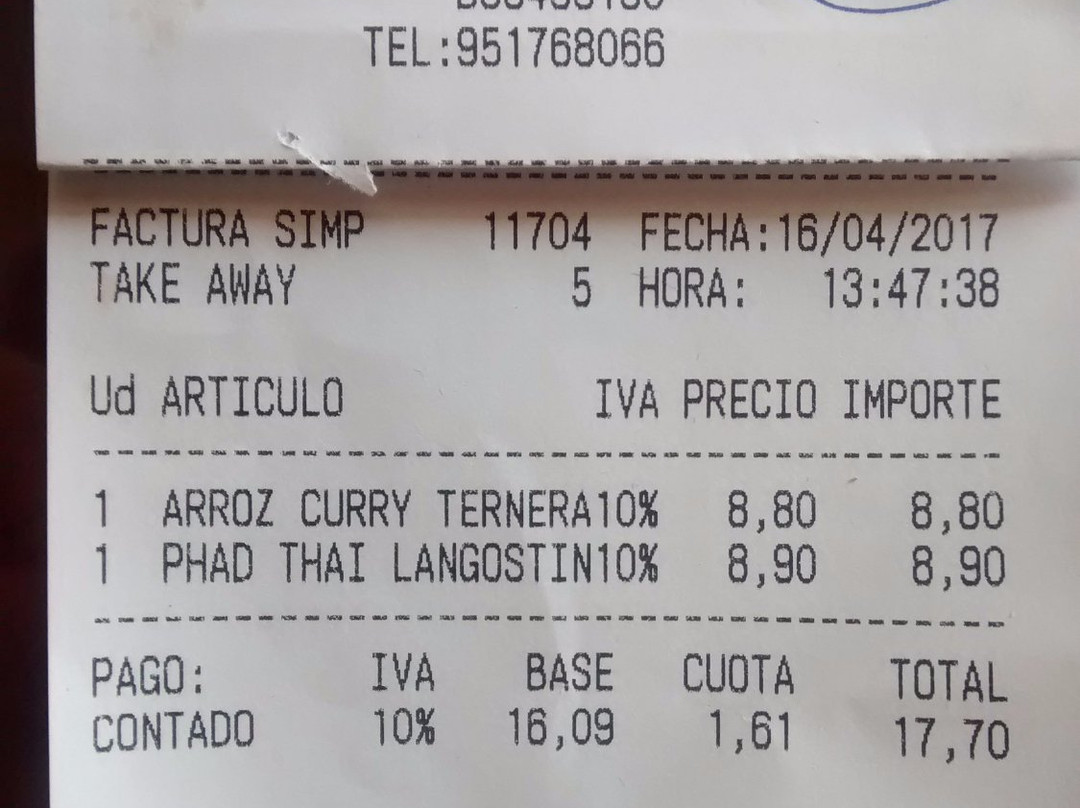 TEL:951768066
FACTURA SIMP 11704 FECHA:16/04/2017
TAKE AWAY 5 HORA: 13:47:38
Ud ARTICULO IVA PRECIO IMPORTE
1 ARROZ CURRY TERNERA10% 8,80 8,80
1 PHAD THAI LANGOSTIN10% 8,90 8,90
PAGO: IVA BASE CUOTA TOTAL
CONTADO 10% 16,09 1,61 17,70